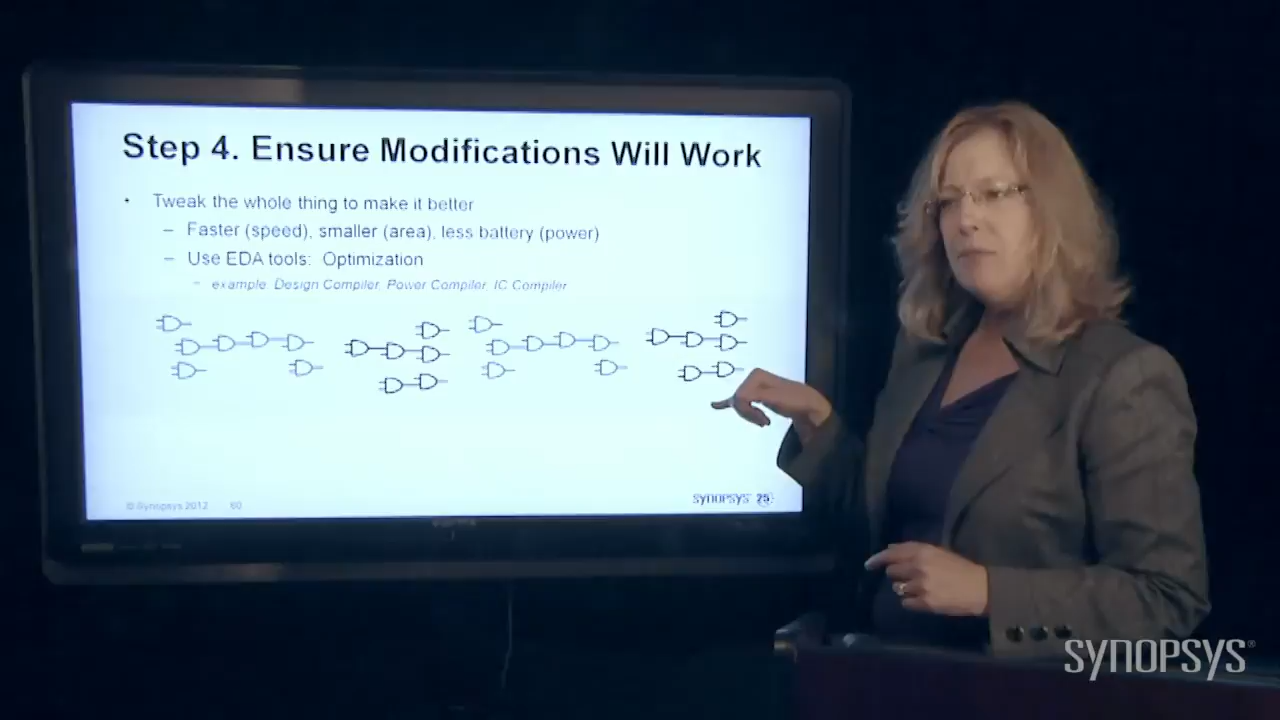 Step 4. Ensure Modifications Will Work
• Tweak the whole thing to make it better
– Faster (speed), smaller (area), less battery (power)
– Use EDA tools: Optimization
– example: Design Compiler, Power Compiler, IC Compiler
© Synopsys 2012 60
SYNOPSYS 25
SYNOPSYS®